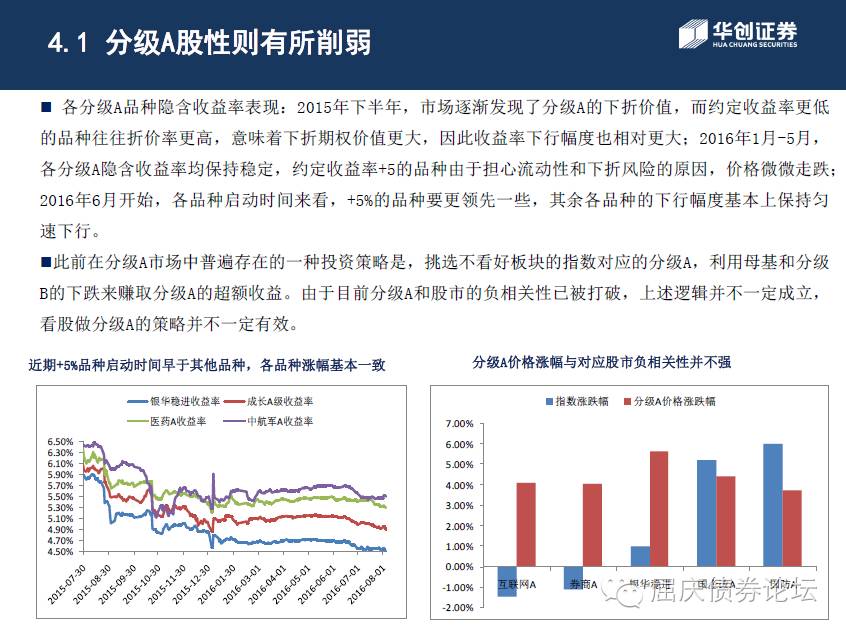 4.1 分级A股性则有所削弱
华创证券
HUA CHUANG SECURITIES
■ 各分级A品种隐含收益率表现：2015年下半年，市场逐渐发现了分级A的下折价值，而约定收益率更低
的品种往往折价率更高，意味着下折期权价值更大，因此收益率下行幅度也相对更大；2016年1月-5月，
各分级A隐含收益率均保持稳定，约定收益率+5的品种由于担心流动性和下折风险的原因，价格微微走跌；
2016年6月开始，各品种启动时间来看，+5%的品种要更领先一些，其余各品种的下行幅度基本上保持匀
速下行。
■此前在分级A市场中普遍存在的一种投资策略是，挑选不看好板块的指数对应的分级A，利用母基和分级
B的下跌来赚取分级A的超额收益。由于目前分级A和股市的负相关性已被打破，上述逻辑并不一定成立，
看股做分级A的策略并不一定有效。
近期+5%品种启动时间早于其他品种，各品种涨幅基本一致
银华稳进收益率 成长A级收益率
医药A收益率 中航军A收益率
6.50%
6.30%
6.10%
5.90%
5.70%
5.50%
5.30%
5.10%
4.90%
4.70%
4.50%
2015-07-30
2015-08-30
2015-09-30
2015-10-30
2015-11-30
2015-12-30
2016-01-30
2016-03-01
2016-04-01
2016-05-01
2016-06-01
2016-07-01
2016-08-01
分级A价格涨幅与对应股市负相关性并不强
指数涨跌幅 分级A价格涨跌幅
7.00%
6.00%
5.00%
4.00%
3.00%
2.00%
1.00%
0.00%
-1.00%
-2.00%
互联网A
券商A
银华稳进
国防A
屈庆债券论坛